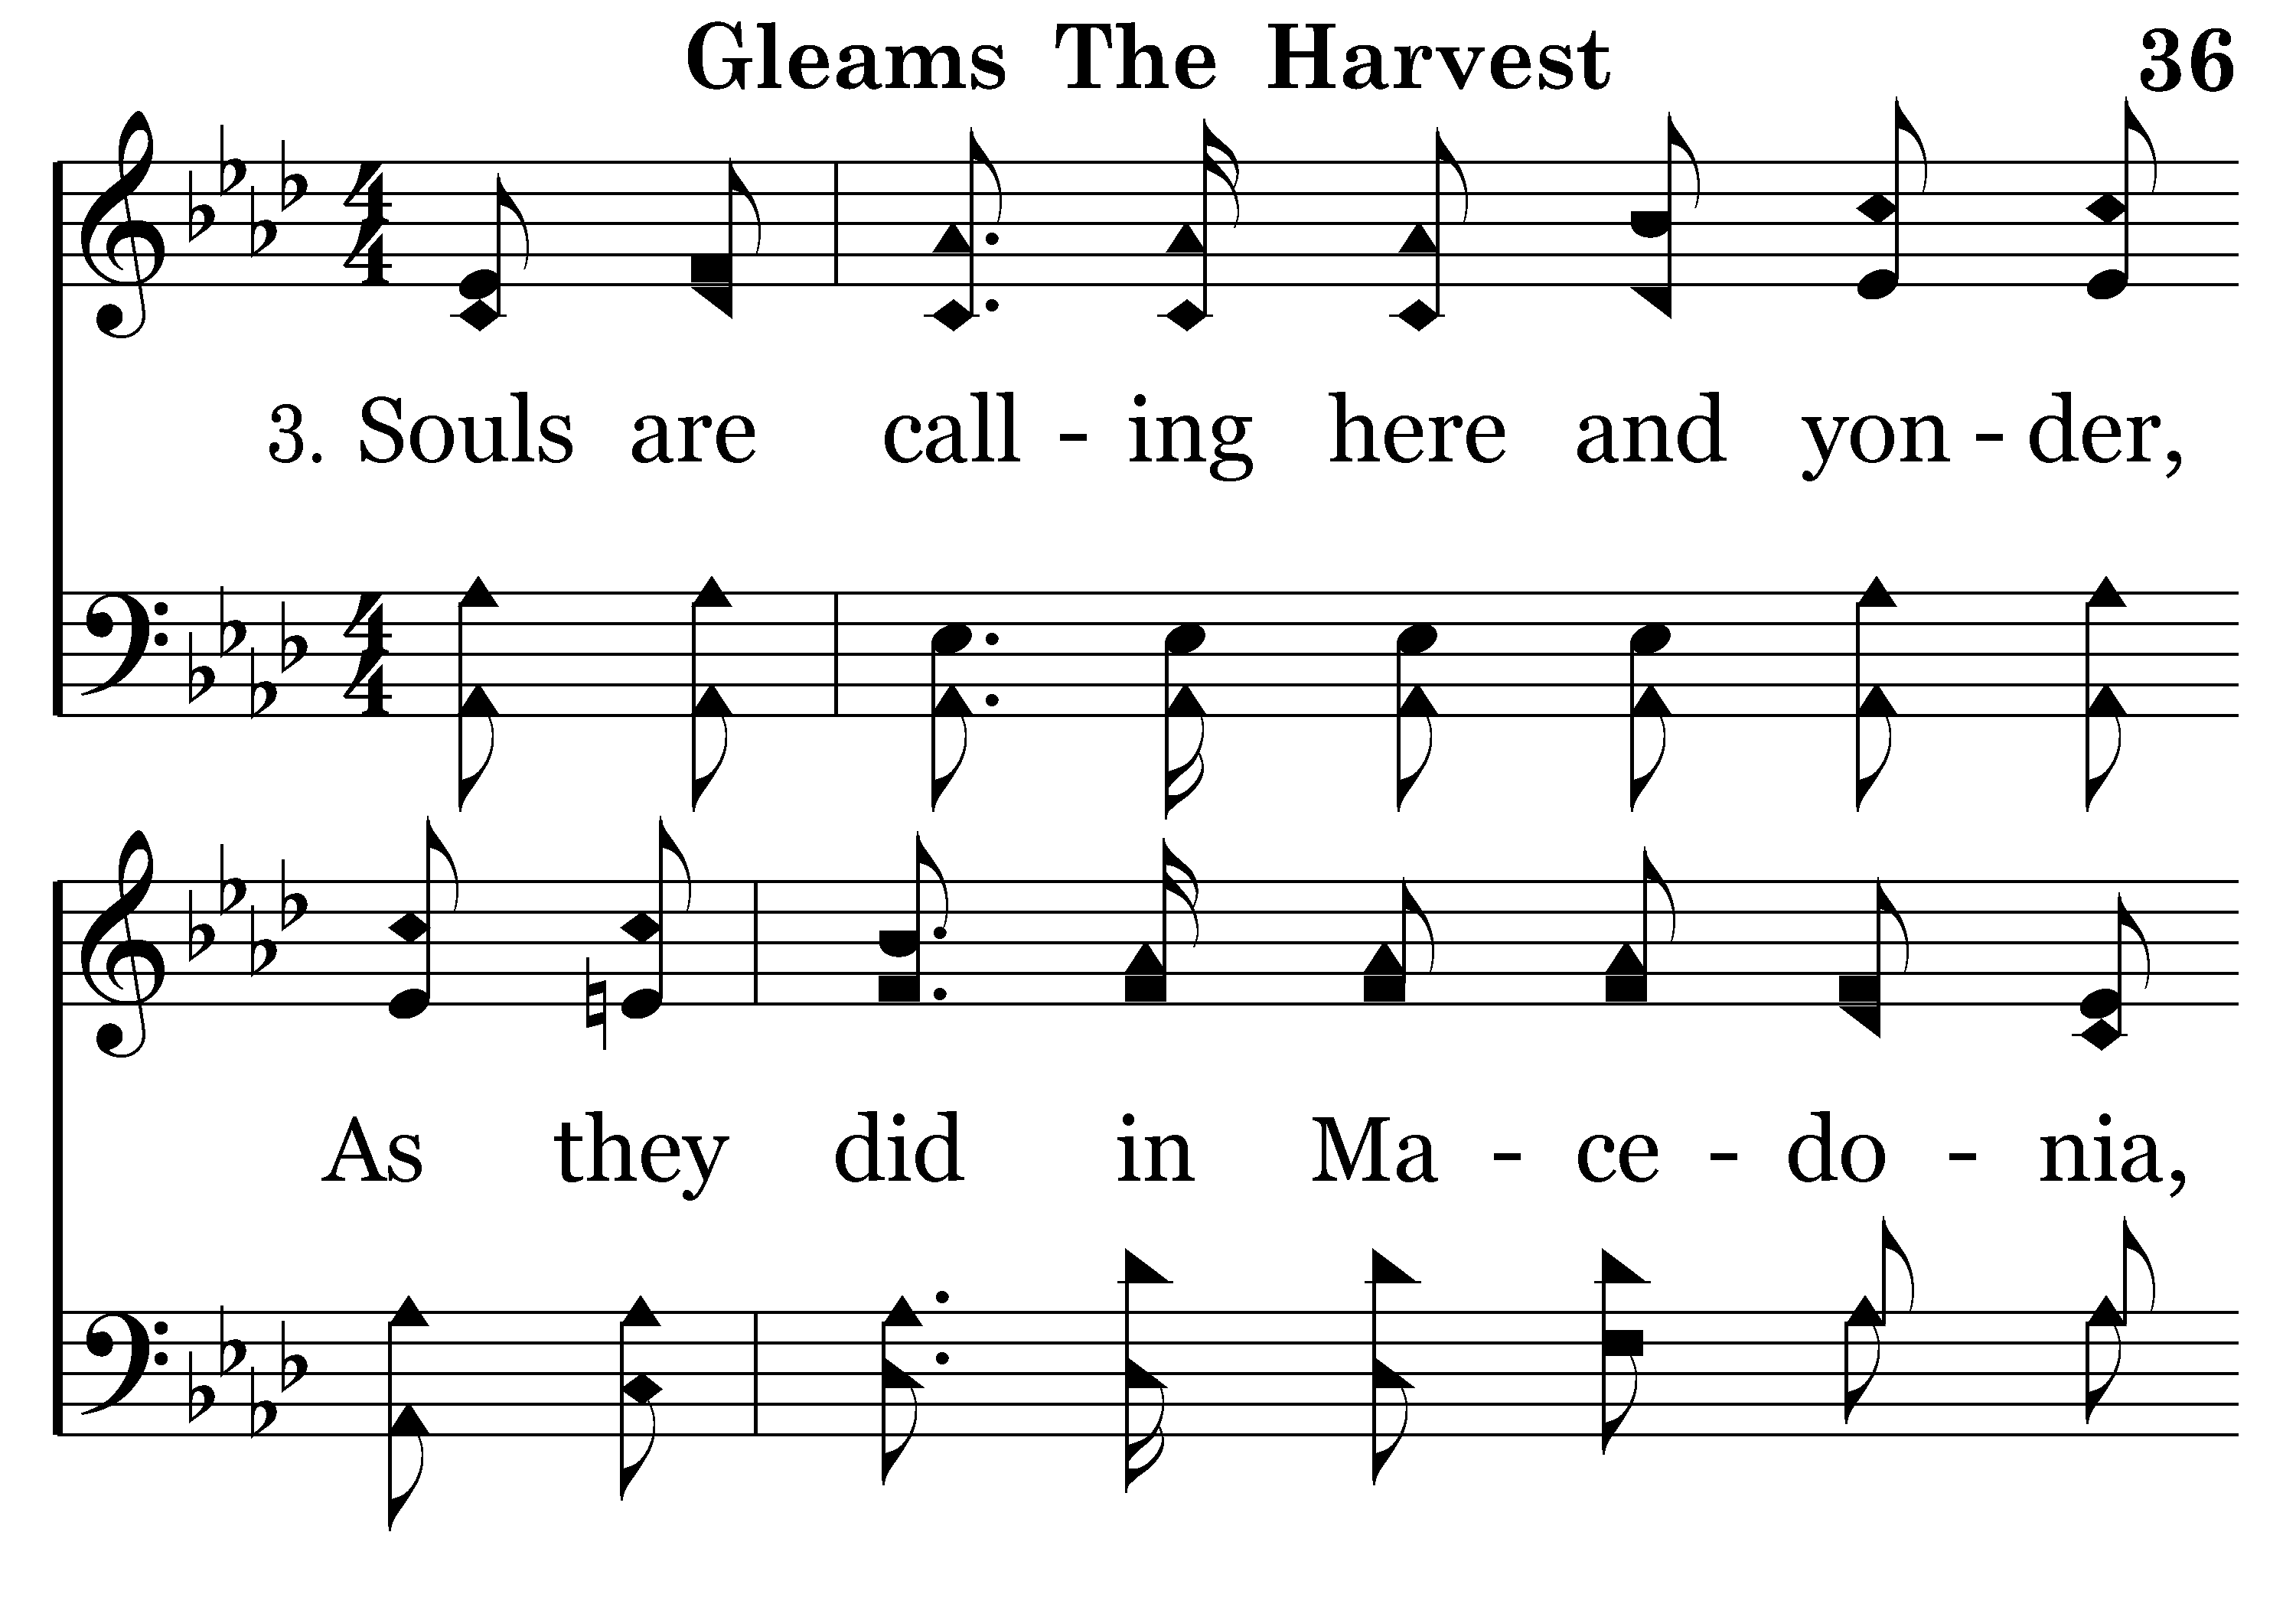 Gleams The Harvest 36
3. Souls are call - ing here and yon - der,
As they did in Ma - ce - do - nia,